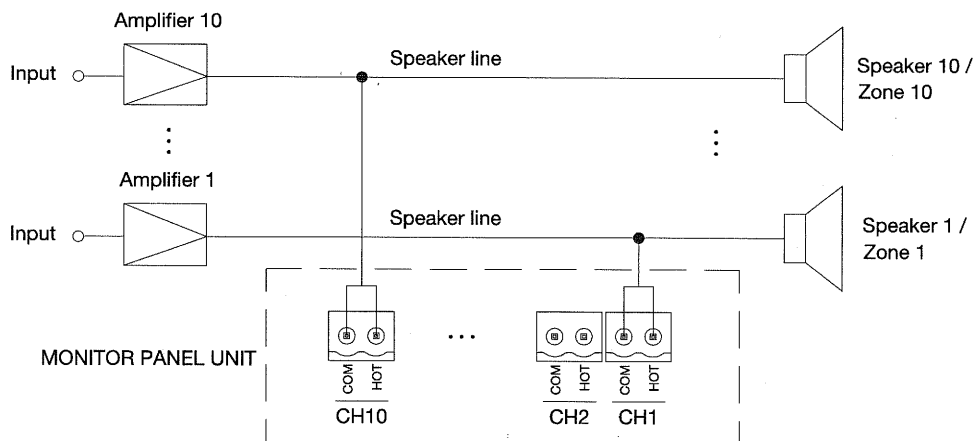 Amplifier 10
Input
Speaker line
Speaker 10 /
Zone 10
Amplifier 1
Input
Speaker line
Speaker 1 /
Zone 1
MONITOR PANEL UNIT
COM
HOT
CH10
COM
HOT
CH2
COM
HOT
CH1